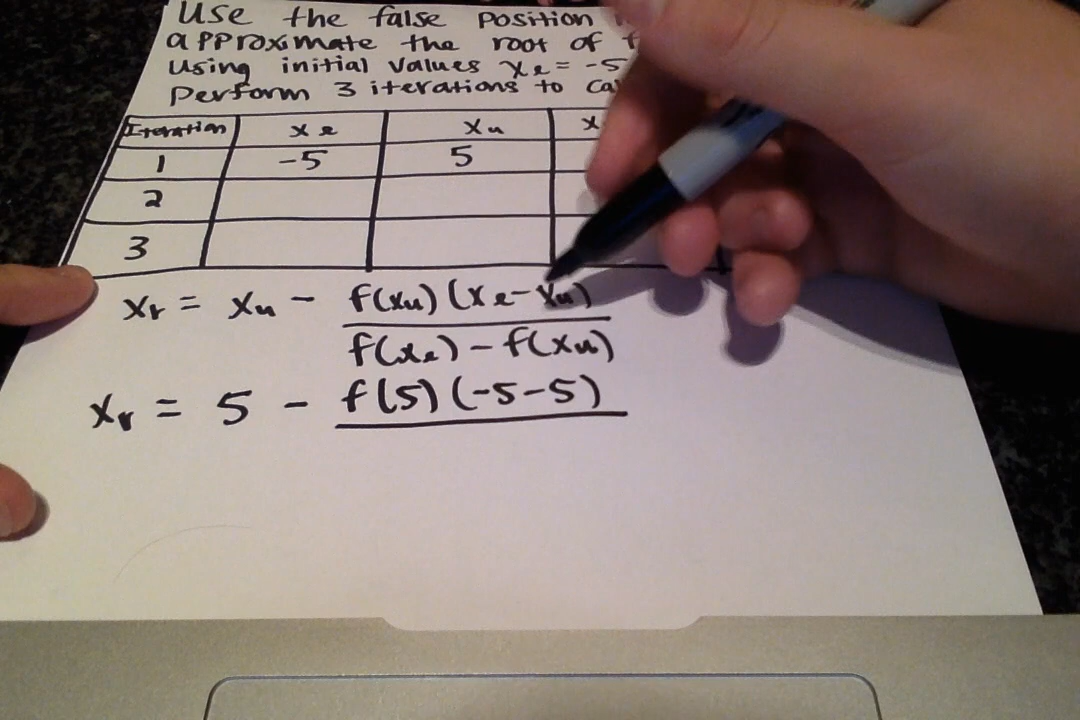 Use the false position
approximate the root of
using initial values xₗ = -5
Perform 3 iterations to
Iteration xₗ xᵤ x
1 -5 5
2
3
xᵣ = xᵤ - f(xᵤ)(xₗ-xᵤ)
f(xₗ)-f(xᵤ)
xᵣ = 5 - f(5)(-5-5)